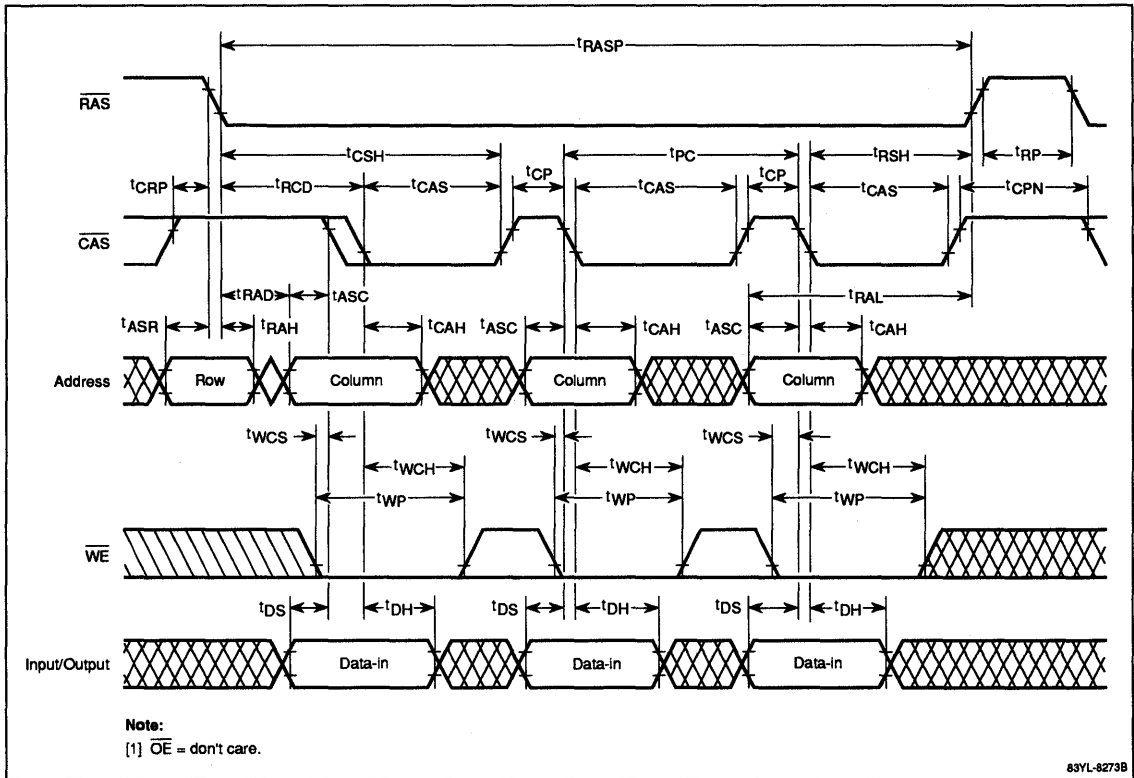 tRASP
RAS
tCSH
tPC
tRSH
tRP
tCRP
tRCD
tCAS
tCP
tCAS
tCP
tCAS
tCPN
CAS
tRAD
tASC
tRAL
tASR
tRAH
tCAH
tASC
tCAH
tASC
tCAH
Address
Row
Column
Column
Column
tWCS
tWCS
tWCS
tWCH
tWCH
tWCH
tWP
tWP
tWP
WE
tDS
tDH
tDS
tDH
tDS
tDH
Input/Output
Data-in
Data-in
Data-in
Note:
[1] OE = don't care.
83YL-8273B